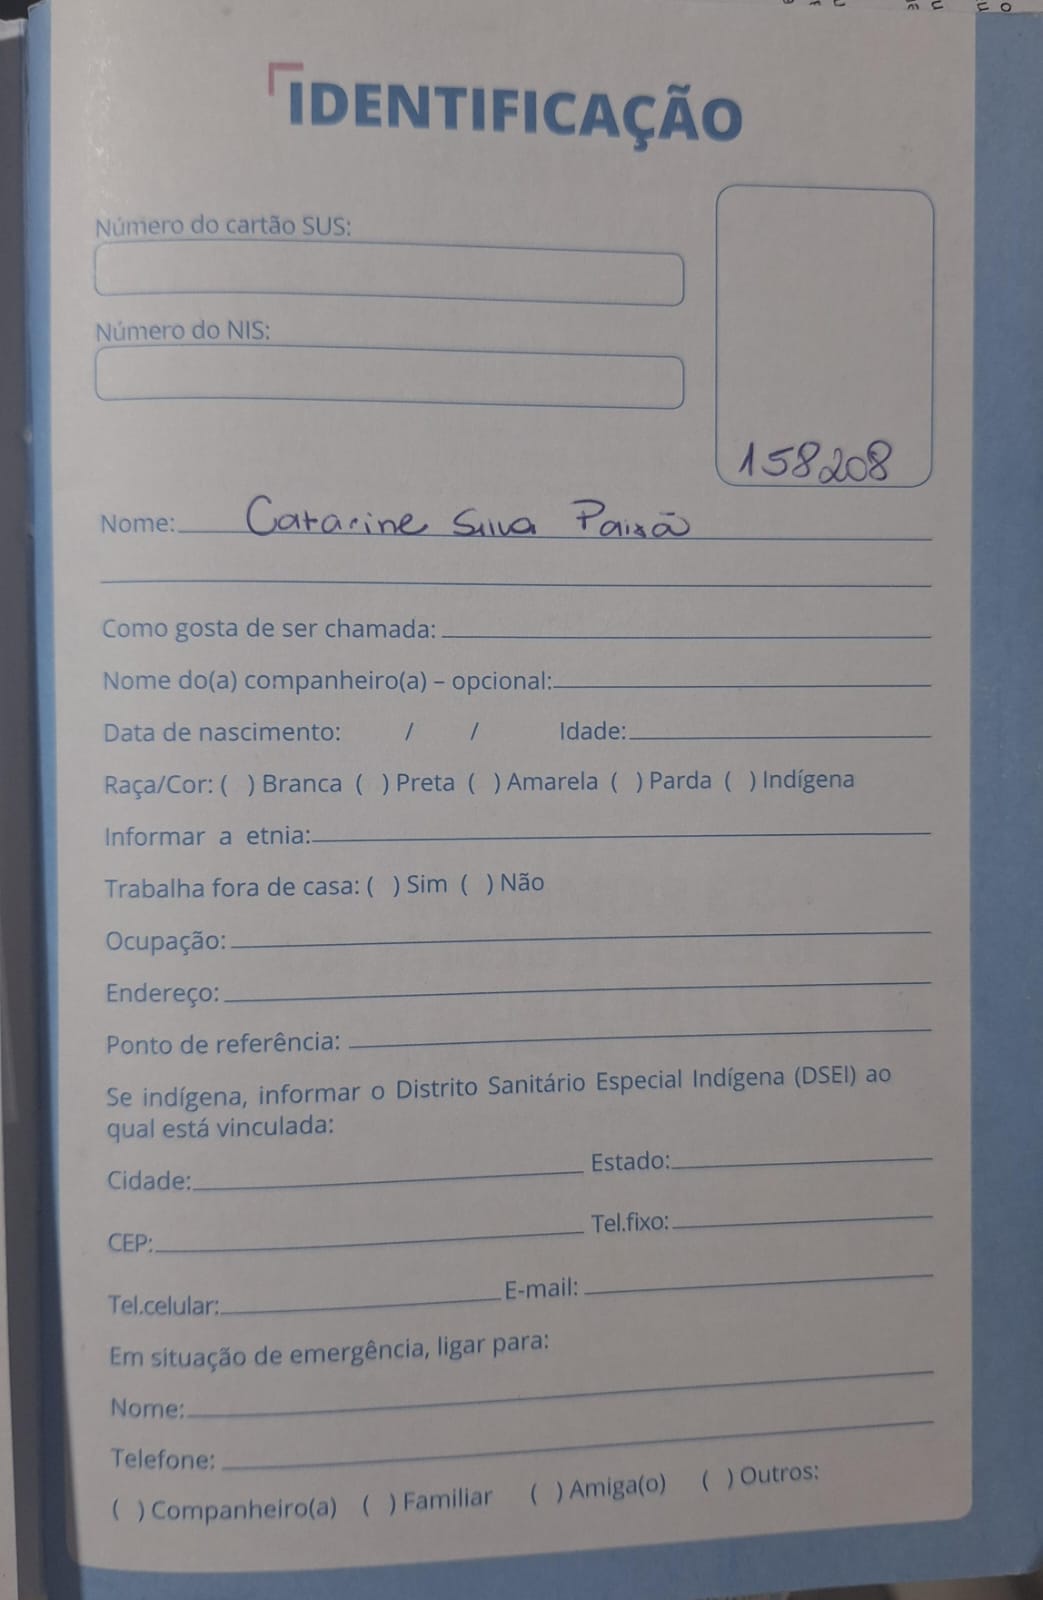 IDENTIFICAÇÃO
Número do cartão SUS:
Número do NIS:
158208
Nome: Catarine Silva Paixão
Como gosta de ser chamada:
Nome do(a) companheiro(a) – opcional:
Data de nascimento: / / Idade:
Raça/Cor: ( ) Branca ( ) Preta ( ) Amarela ( ) Parda ( ) Indígena
Informar a etnia:
Trabalha fora de casa: ( ) Sim ( ) Não
Ocupação:
Endereço:
Ponto de referência:
Se indígena, informar o Distrito Sanitário Especial Indígena (DSEI) ao
qual está vinculada:
Cidade: Estado:
CEP: Tel.fixo:
Tel.celular: E-mail:
Em situação de emergência, ligar para:
Nome:
Telefone:
( ) Companheiro(a) ( ) Familiar ( ) Amiga(o) ( ) Outros: